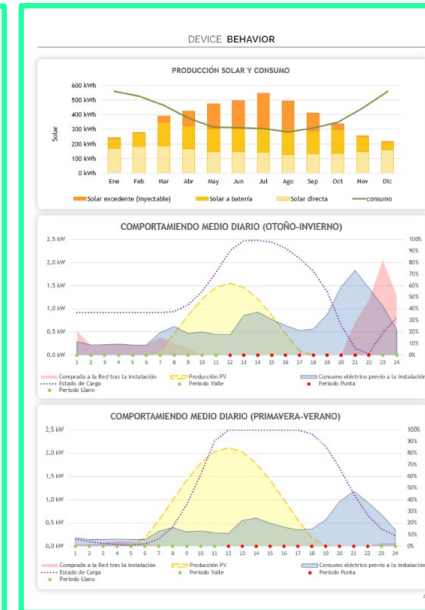 DEVICE BEHAVIOR
PRODUCCIÓN SOLAR Y CONSUMO
600 kWh
500 kWh
400 kWh
300 kWh
200 kWh
100 kWh
0 kWh
Solar
Ene Feb Mar Abr May Jun Jul Ago Sep Oct Nov Dic
Solar excedente (Inyectable) Solar a batería Solar directa consumo
COMPORTAMIENDO MEDIO DIARIO (OTOÑO-INVIERNO)
2,5 kW 100%
90%
2,0 kW 80%
70%
1,5 kW 60%
50%
1,0 kW 40%
30%
0,5 kW 20%
10%
0,0 kW 0%
1 2 3 4 5 6 7 8 9 10 11 12 13 14 15 16 17 18 19 20 21 22 23 24
Comprada a la Red tras la instalación Producción PV Consumo eléctrico previo a la instalación
Estado de Carga Periodo Valle Periodo Punta
Periodo Llano
COMPORTAMIENDO MEDIO DIARIO (PRIMAVERA-VERANO)
2,5 kW 100%
90%
2,0 kW 80%
70%
1,5 kW 60%
50%
1,0 kW 40%
30%
0,5 kW 20%
10%
0,0 kW 0%
1 2 3 4 5 6 7 8 9 10 11 12 13 14 15 16 17 18 19 20 21 22 23 24
Comprada a la Red tras la instalación Producción PV Consumo eléctrico previo a la instalación
Estado de Carga Periodo Valle Periodo Punta
Periodo Llano